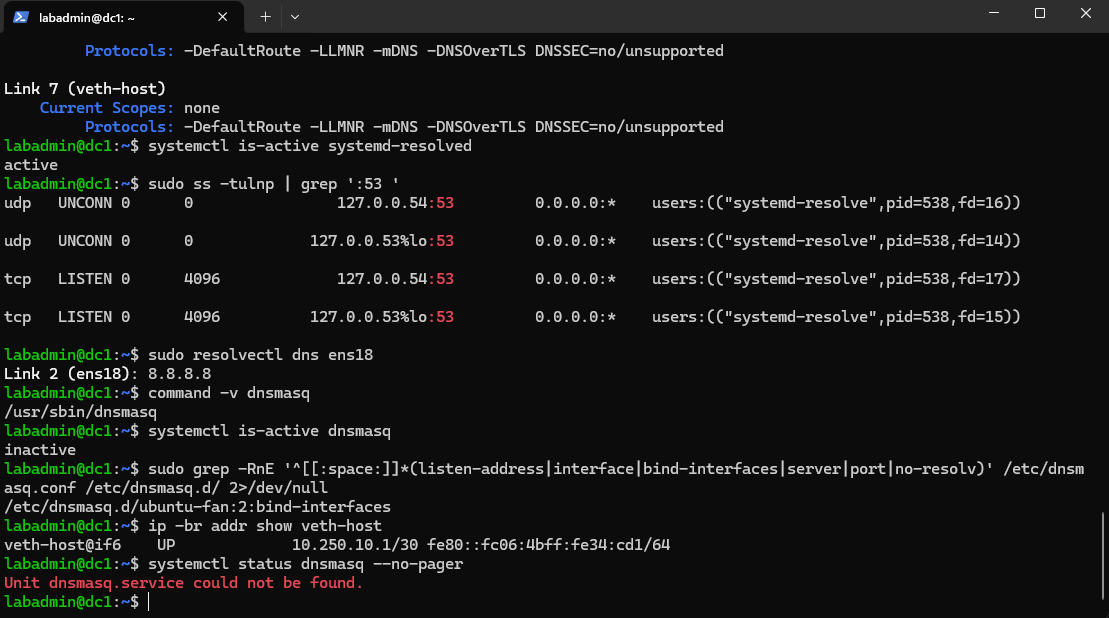 labadmin@dc1: ~
Protocols: -DefaultRoute -LLMNR -mDNS -DNSOverTLS DNSSEC=no/unsupported
Link 7 (veth-host)
Current Scopes: none
Protocols: -DefaultRoute -LLMNR -mDNS -DNSOverTLS DNSSEC=no/unsupported
labadmin@dc1:~$ systemctl is-active systemd-resolved
active
labadmin@dc1:~$ sudo ss -tulnp | grep ':53 '
udp   UNCONN 0      0                127.0.0.54:53         0.0.0.0:*    users:(("systemd-resolve",pid=538,fd=16))
udp   UNCONN 0      0             127.0.0.53%lo:53         0.0.0.0:*    users:(("systemd-resolve",pid=538,fd=14))
tcp   LISTEN 0      4096             127.0.0.54:53         0.0.0.0:*    users:(("systemd-resolve",pid=538,fd=17))
tcp   LISTEN 0      4096          127.0.0.53%lo:53         0.0.0.0:*    users:(("systemd-resolve",pid=538,fd=15))
labadmin@dc1:~$ sudo resolvectl dns ens18
Link 2 (ens18): 8.8.8.8
labadmin@dc1:~$ command -v dnsmasq
/usr/sbin/dnsmasq
labadmin@dc1:~$ systemctl is-active dnsmasq
inactive
labadmin@dc1:~$ sudo grep -RnE '^[[:space:]]*(listen-address|interface|bind-interfaces|server|port|no-resolv)' /etc/dnsm
asq.conf /etc/dnsmasq.d/ 2>/dev/null
/etc/dnsmasq.d/ubuntu-fan:2:bind-interfaces
labadmin@dc1:~$ ip -br addr show veth-host
veth-host@if6    UP             10.250.10.1/30 fe80::fc06:4bff:fe34:cd1/64
labadmin@dc1:~$ systemctl status dnsmasq --no-pager
Unit dnsmasq.service could not be found.
labadmin@dc1:~$